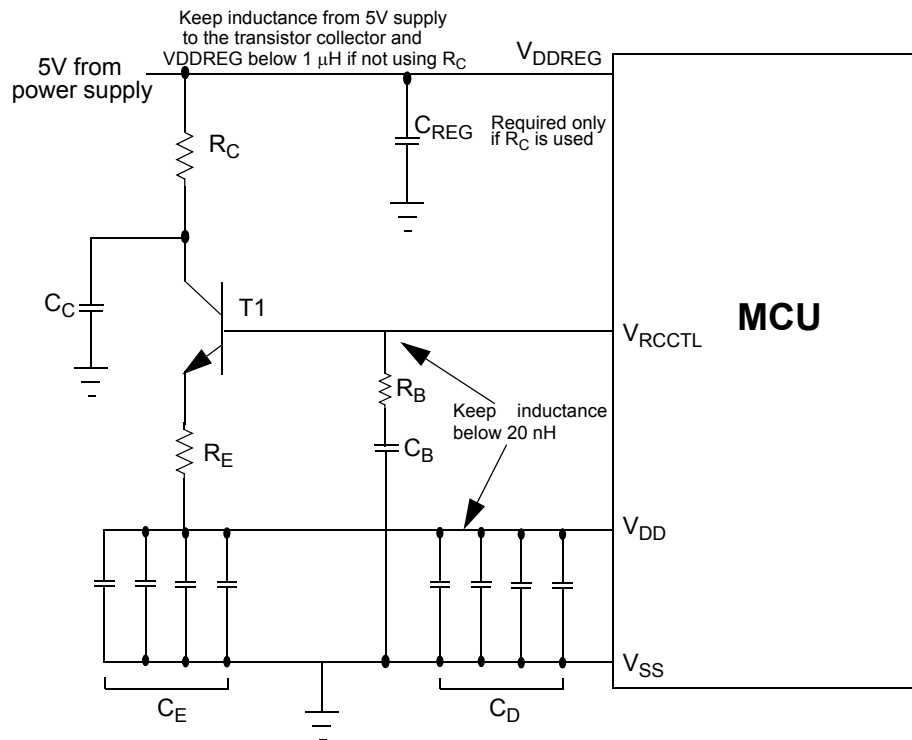 Keep inductance from 5V supply
to the transistor collector and
VDDREG below 1 μH if not using RC
5V from
power supply
VDDREG
CREG
Required only
if RC is used
RC
CC
T1
MCU
VRCCTL
RB
Keep inductance
below 20 nH
CB
RE
VDD
VSS
CE
CD